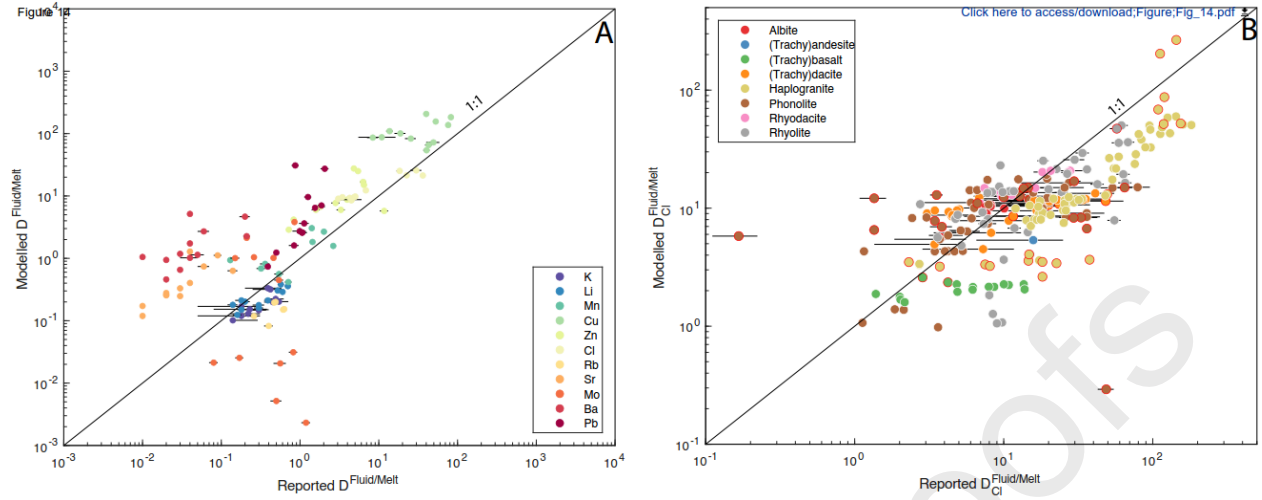 Figure 14
A
1:1
10^4
10^3
10^2
10^1
10^0
10^-1
10^-2
10^-3
10^-3
10^-2
10^-1
10^0
10^1
10^2
10^3
10^4
Modelled D^Fluid/Melt
Reported D^Fluid/Melt
K
Li
Mn
Cu
Zn
Cl
Rb
Sr
Mo
Ba
Pb
Click here to access/download;Figure;Fig_14.pdf
B
1:1
Albite
(Trachy)andesite
(Trachy)basalt
(Trachy)dacite
Haplogranite
Phonolite
Rhyodacite
Rhyolite
10^2
10^1
10^0
10^-1
10^-1
10^0
10^1
10^2
Modelled D_Cl^Fluid/Melt
Reported D_Cl^Fluid/Melt
oofs